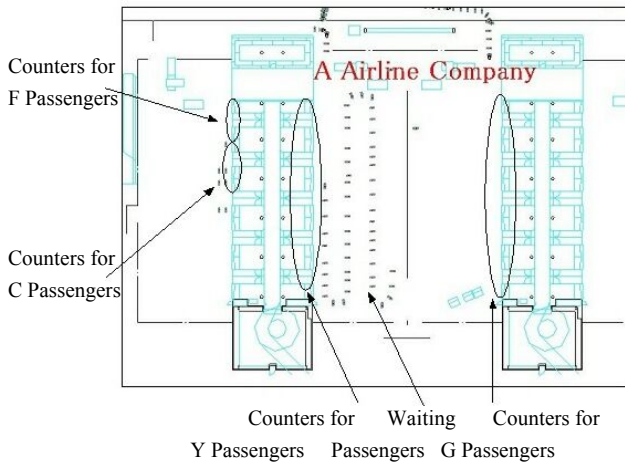 A Airline Company
Counters for
F Passengers
Counters for
C Passengers
Counters for
Y Passengers
Waiting
Passengers
Counters for
G Passengers